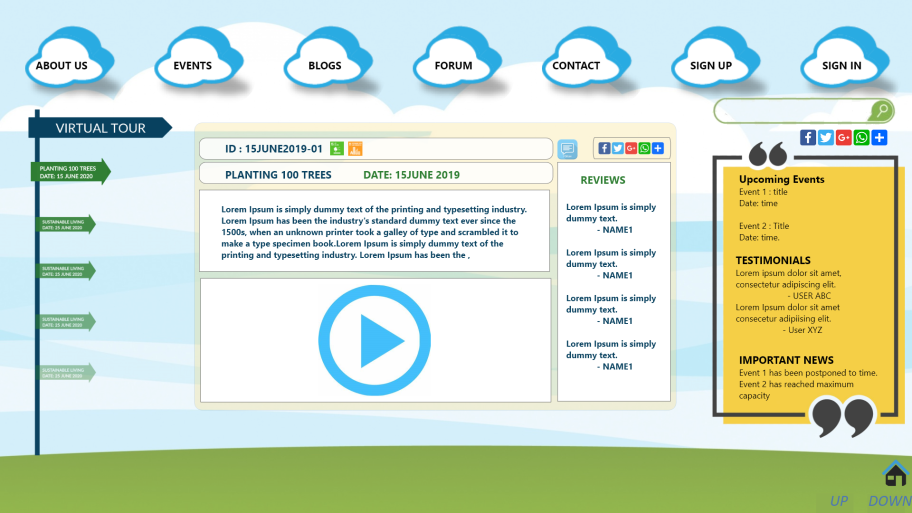 ABOUT US
EVENTS
BLOGS
FORUM
CONTACT
SIGN UP
SIGN IN
VIRTUAL TOUR
PLANTING 100 TREES
DATE: 15 JUNE 2020
SUSTAINABLE LIVING
DATE: 25 JUNE 2020
SUSTAINABLE LIVING
DATE: 25 JUNE 2020
SUSTAINABLE LIVING
DATE: 25 JUNE 2020
SUSTAINABLE LIVING
DATE: 25 JUNE 2020
ID : 15JUNE2019-01
PLANTING 100 TREES
DATE: 15JUNE 2019
Lorem Ipsum is simply dummy text of the printing and typesetting industry.
Lorem Ipsum has been the industry's standard dummy text ever since the
1500s, when an unknown printer took a galley of type and scrambled it to
make a type specimen book.Lorem Ipsum is simply dummy text of the
printing and typesetting industry. Lorem Ipsum has been the ,
REVIEWS
Lorem Ipsum is simply
dummy text.
- NAME1
Lorem Ipsum is simply
dummy text.
- NAME1
Lorem Ipsum is simply
dummy text.
- NAME1
Lorem Ipsum is simply
dummy text.
- NAME1
Upcoming Events
Event 1 : title
Date: time
Event 2 : Title
Date: time.
TESTIMONIALS
Lorem ipsum dolor sit amet,
consectetur adipiscing elit.
- USER ABC
Lorem Ipsum dolor sit amet
consecetur adipiising elit.
- User XYZ
IMPORTANT NEWS
Event 1 has been postponed to time.
Event 2 has reached maximum
capacity
UP
DOWN